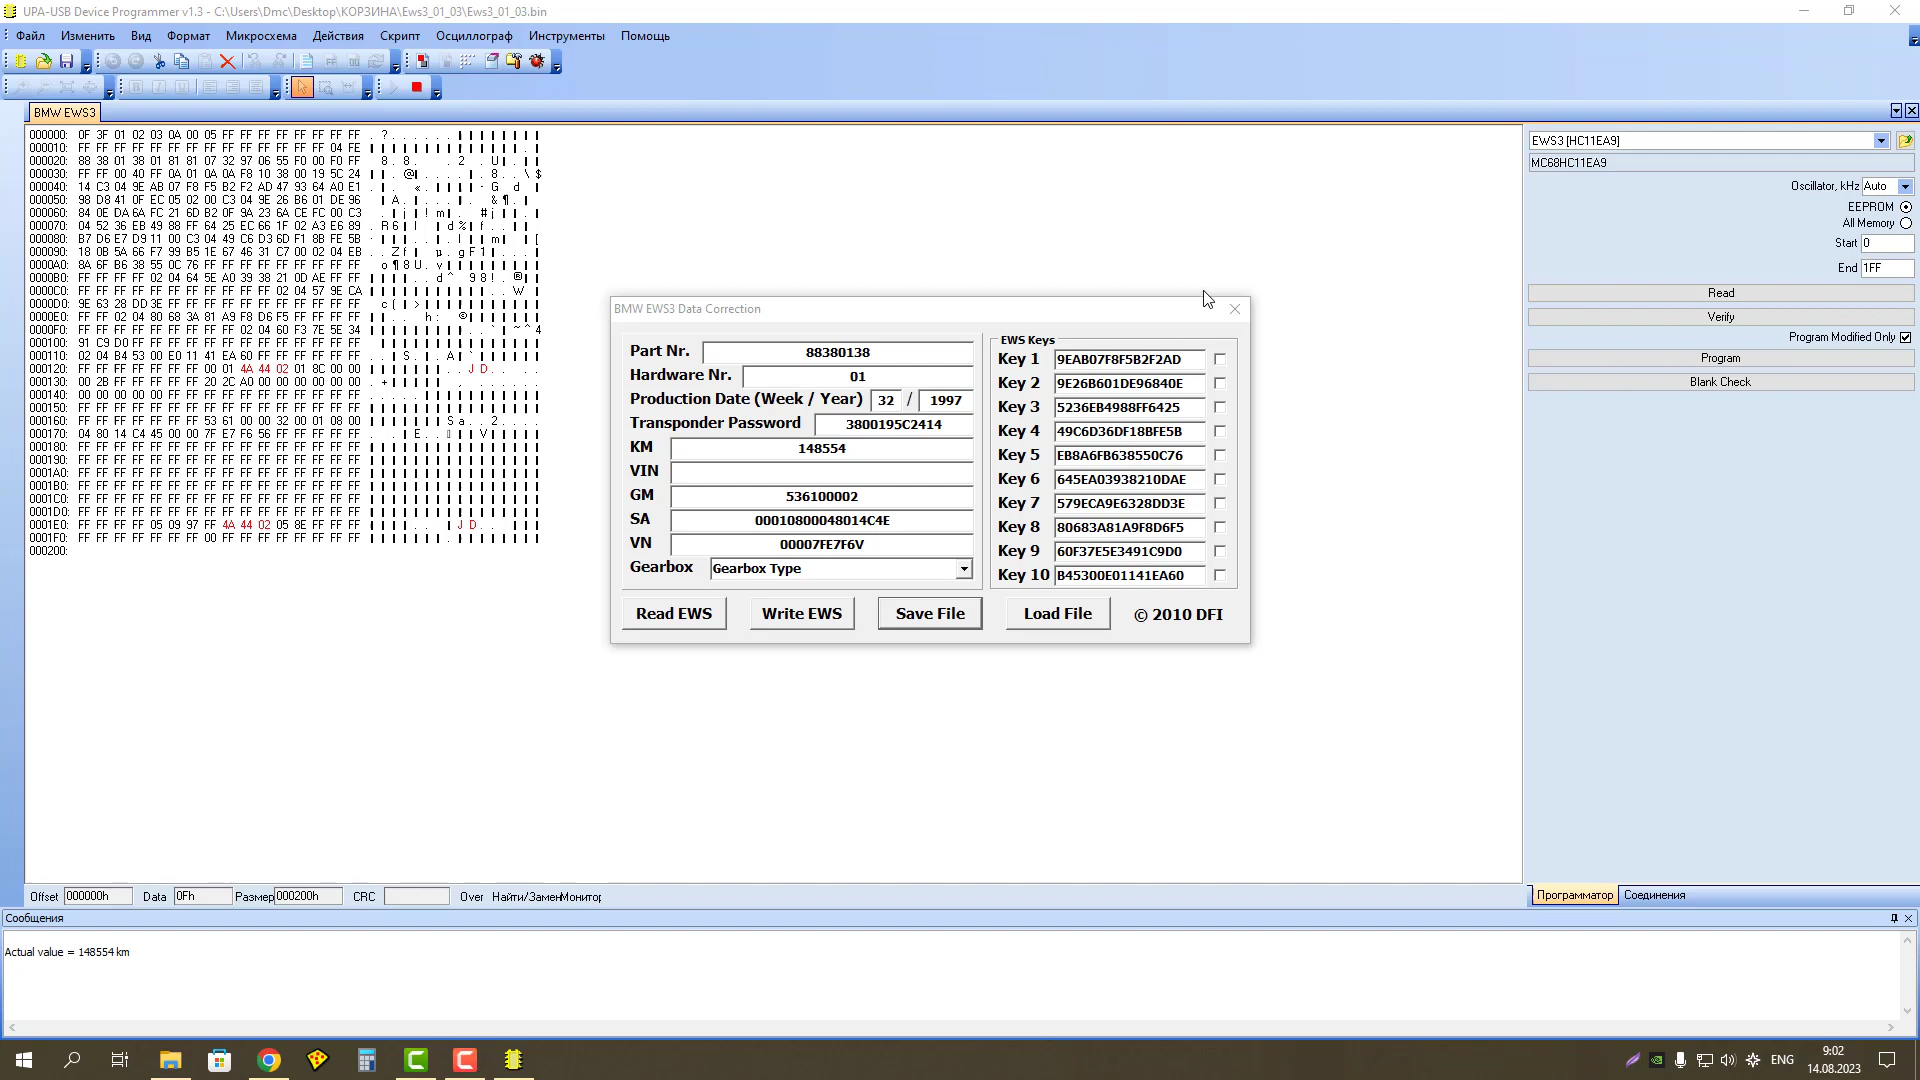 UPA-USB Device Programmer v1.3 - C:\Users\Dmc\Desktop\КОРЗИНА\Ews3_01_03\Ews3_01_03.bin
Файл Изменить Вид Формат Микросхема Действия Скрипт Осциллограф Инструменты Помощь
BMW EWS3
000000: 0F 3F 01 02 03 0A 00 05 FF FF FF FF FF FF FF FF
000010: FF FF FF FF FF FF FF FF FF FF FF FF FF FF 04 FE
000020: 88 38 01 38 01 81 81 07 32 97 06 55 F0 00 F0 FF
000030: FF FF 00 40 FF 0A 01 0A 0A F8 10 38 00 19 5C 24
000040: 14 C3 04 9E AB 07 F8 F5 B2 F2 AD 47 93 64 A0 E1
000050: 98 D8 41 0F EC 05 02 00 C3 04 9E 26 B6 01 DE 96
000060: 84 0E DA 6A FC 21 6D B2 0F 9A 23 6A CE FC 00 C3
000070: 04 52 36 EB 49 88 FF 64 25 EC 66 1F 02 A3 E6 89
000080: B7 D6 E7 D9 11 00 C3 04 49 C6 D3 6D F1 8B FE 5B
000090: 18 0B 5A 66 F7 99 B5 1E 67 46 31 C7 00 02 04 EB
0000A0: 8A 6F B6 38 55 0C 76 FF FF FF FF FF FF FF FF FF
0000B0: FF FF FF FF 02 04 64 5E A0 39 38 21 0D AE FF FF
0000C0: FF FF FF FF FF FF FF FF FF FF FF 02 04 57 9E CA
0000D0: 9E 63 28 DD 3E FF FF FF FF FF FF FF FF FF FF FF
0000E0: FF FF 02 04 80 68 3A 81 A9 F8 D6 F5 FF FF FF FF
0000F0: FF FF FF FF FF FF FF FF FF 02 04 60 F3 7E 5E 34
000100: 91 C9 D0 FF FF FF FF FF FF FF FF FF FF FF FF FF
000110: 02 04 B4 53 00 E0 11 41 EA 60 FF FF FF FF FF FF
000120: FF FF FF FF FF FF FF 00 01 4A 44 02 01 8C 00 00
000130: 00 2B FF FF FF FF FF 20 2C A0 00 00 00 00 00 00
000140: 00 00 00 00 00 FF FF FF FF FF FF FF FF FF FF FF
000150: FF FF FF FF FF FF FF FF FF FF FF FF FF FF FF FF
000160: FF FF FF FF FF FF FF 53 61 00 00 32 00 01 08 00
000170: 04 80 14 C4 45 00 00 7F E7 F6 56 FF FF FF FF FF
000180: FF FF FF FF FF FF FF FF FF FF FF FF FF FF FF FF
000190: FF FF FF FF FF FF FF FF FF FF FF FF FF FF FF FF
0001A0: FF FF FF FF FF FF FF FF FF FF FF FF FF FF FF FF
0001B0: FF FF FF FF FF FF FF FF FF FF FF FF FF FF FF FF
0001C0: FF FF FF FF FF FF FF FF FF FF FF FF FF FF FF FF
0001D0: FF FF FF FF FF FF FF FF FF FF FF FF FF FF FF FF
0001E0: FF FF FF FF 05 09 97 FF 4A 44 02 05 8E FF FF FF
0001F0: FF FF FF FF FF FF FF 00 FF FF FF FF FF FF FF FF
000200:
BMW EWS3 Data Correction
Part Nr. 88380138
Hardware Nr. 01
Production Date (Week / Year) 32 / 1997
Transponder Password 3800195C2414
KM 148554
VIN
GM 536100002
SA 00010800048014C4E
VN 00007FE7F6V
Gearbox Gearbox Type
EWS Keys
Key 1 9EAB07F8F5B2F2AD
Key 2 9E26B601DE96840E
Key 3 5236EB4988FF6425
Key 4 49C6D36DF18BFE5B
Key 5 EB8A6FB638550C76
Key 6 645EA03938210DAE
Key 7 579ECA9E6328DD3E
Key 8 80683A81A9F8D6F5
Key 9 60F37E5E3491C9D0
Key 10 B45300E01141EA60
Read EWS Write EWS Save File Load File © 2010 DFI
EWS3 [HC11EA9]
MC68HC11EA9
Oscillator, kHz Auto
EEPROM
All Memory
Start 0
End 1FF
Read
Verify
Program Modified Only
Program
Blank Check
Программатор Соединения
Offset 000000h Data 0Fh Размер 000200h CRC Over Найти/Замен Монитор
Сообщения
Actual value = 148554 km
ENG
9:02
14.08.2023